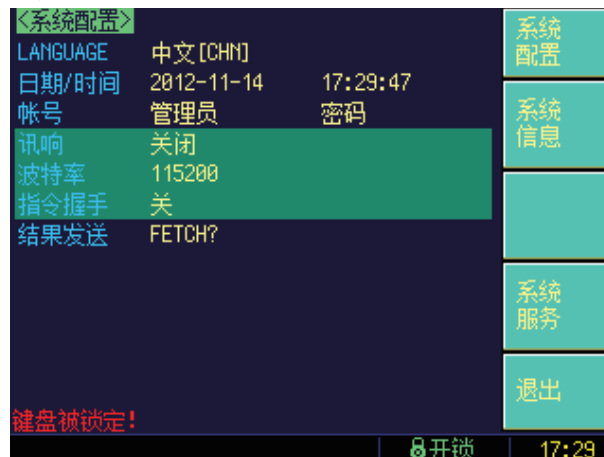 <系统配置>
LANGUAGE 中文[CHN]
日期/时间 2012-11-14 17:29:47
帐号 管理员 密码
讯响 关闭
波特率 115200
指令握手 关
结果发送 FETCH?
键盘被锁定!
系统
配置
系统
信息
系统
服务
退出
开锁 17:29